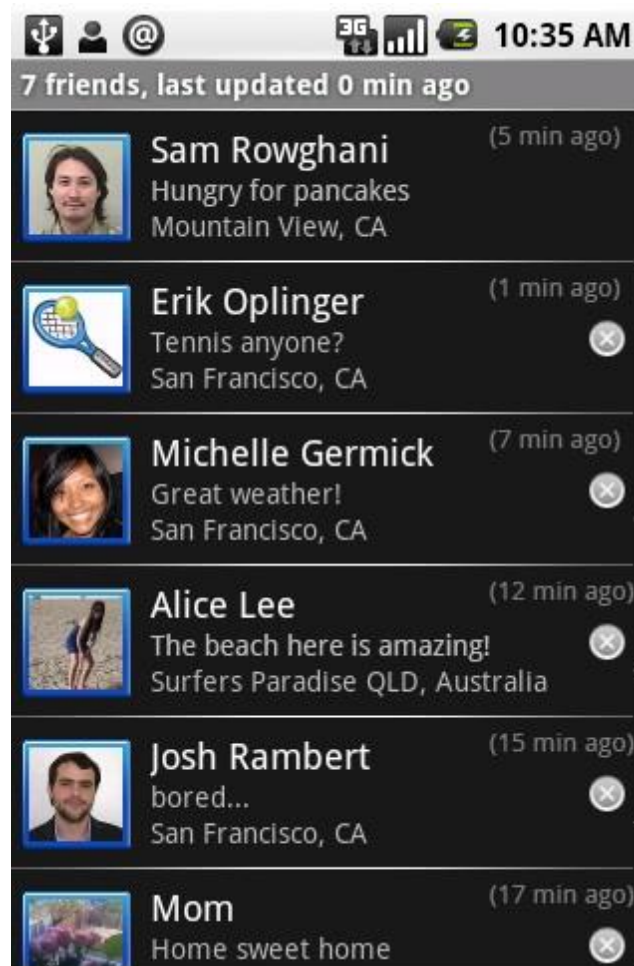 3G 10:35 AM
7 friends, last updated 0 min ago
Sam Rowghani (5 min ago)
Hungry for pancakes
Mountain View, CA
Erik Oplinger (1 min ago)
Tennis anyone?
San Francisco, CA
Michelle Germick (7 min ago)
Great weather!
San Francisco, CA
Alice Lee (12 min ago)
The beach here is amazing!
Surfers Paradise QLD, Australia
Josh Rambert (15 min ago)
bored...
San Francisco, CA
Mom (17 min ago)
Home sweet home